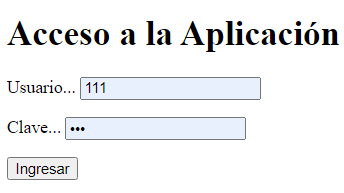 Acceso a la Aplicación
Usuario... 111
Clave... •••
Ingresar